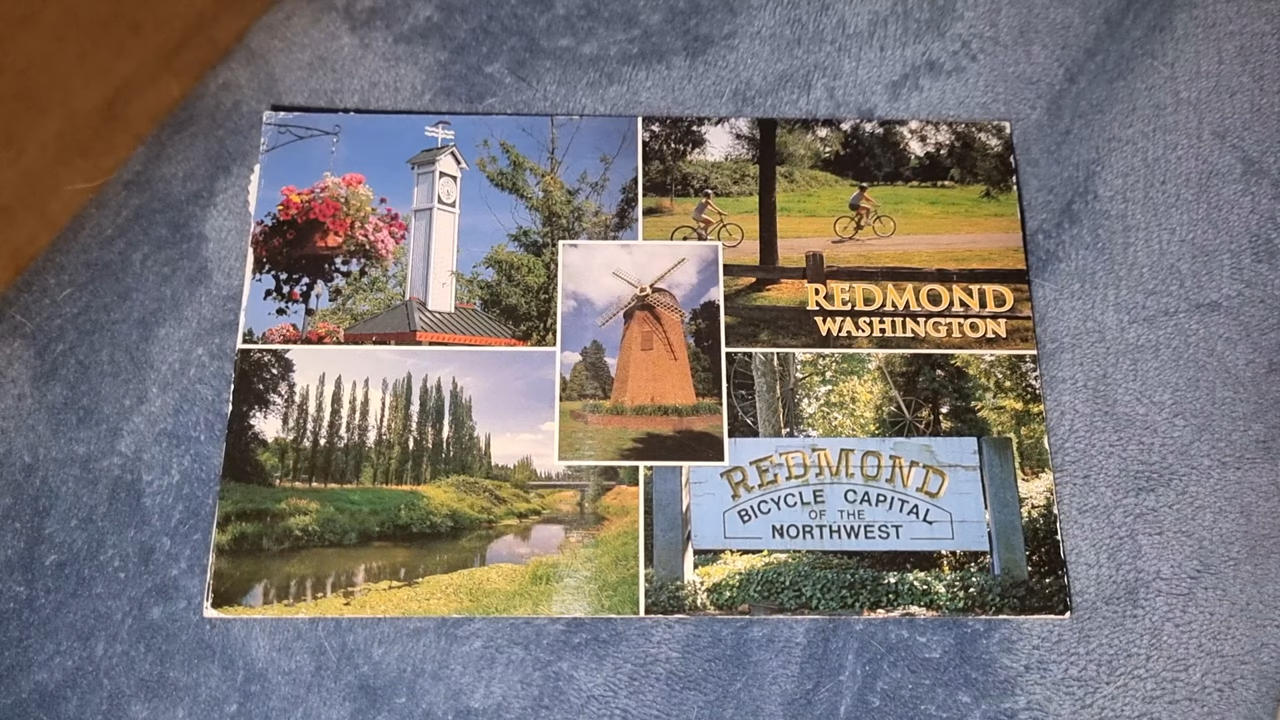 REDMOND
WASHINGTON
REDMOND
BICYCLE CAPITAL
OF THE
NORTHWEST